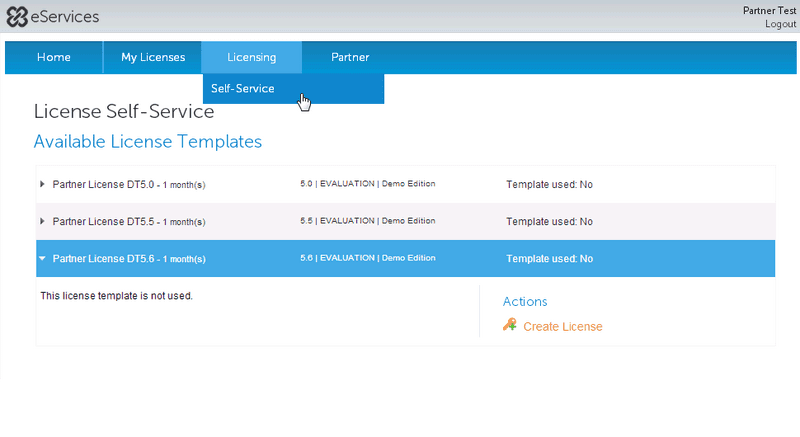 eServices
Partner Test
Logout
Home My Licenses Licensing Partner
Self-Service
License Self-Service
Available License Templates
Partner License DT5.0 - 1 month(s) 5.0 | EVALUATION | Demo Edition Template used: No
Partner License DT5.5 - 1 month(s) 5.5 | EVALUATION | Demo Edition Template used: No
Partner License DT5.6 - 1 month(s) 5.6 | EVALUATION | Demo Edition Template used: No
This license template is not used.
Actions
Create License